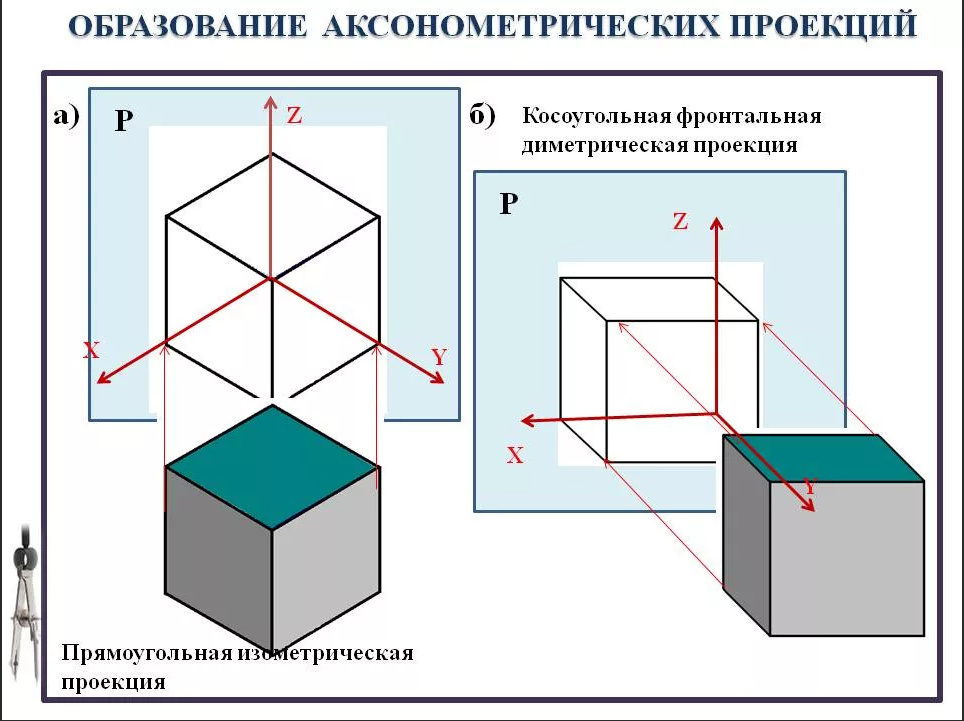 ОБРАЗОВАНИЕ АКСОНОМЕТРИЧЕСКИХ ПРОЕКЦИЙ
а)
P
Z
X
Y
Прямоугольная изометрическая
проекция
б)
Косоугольная фронтальная
диметрическая проекция
P
Z
X
Y